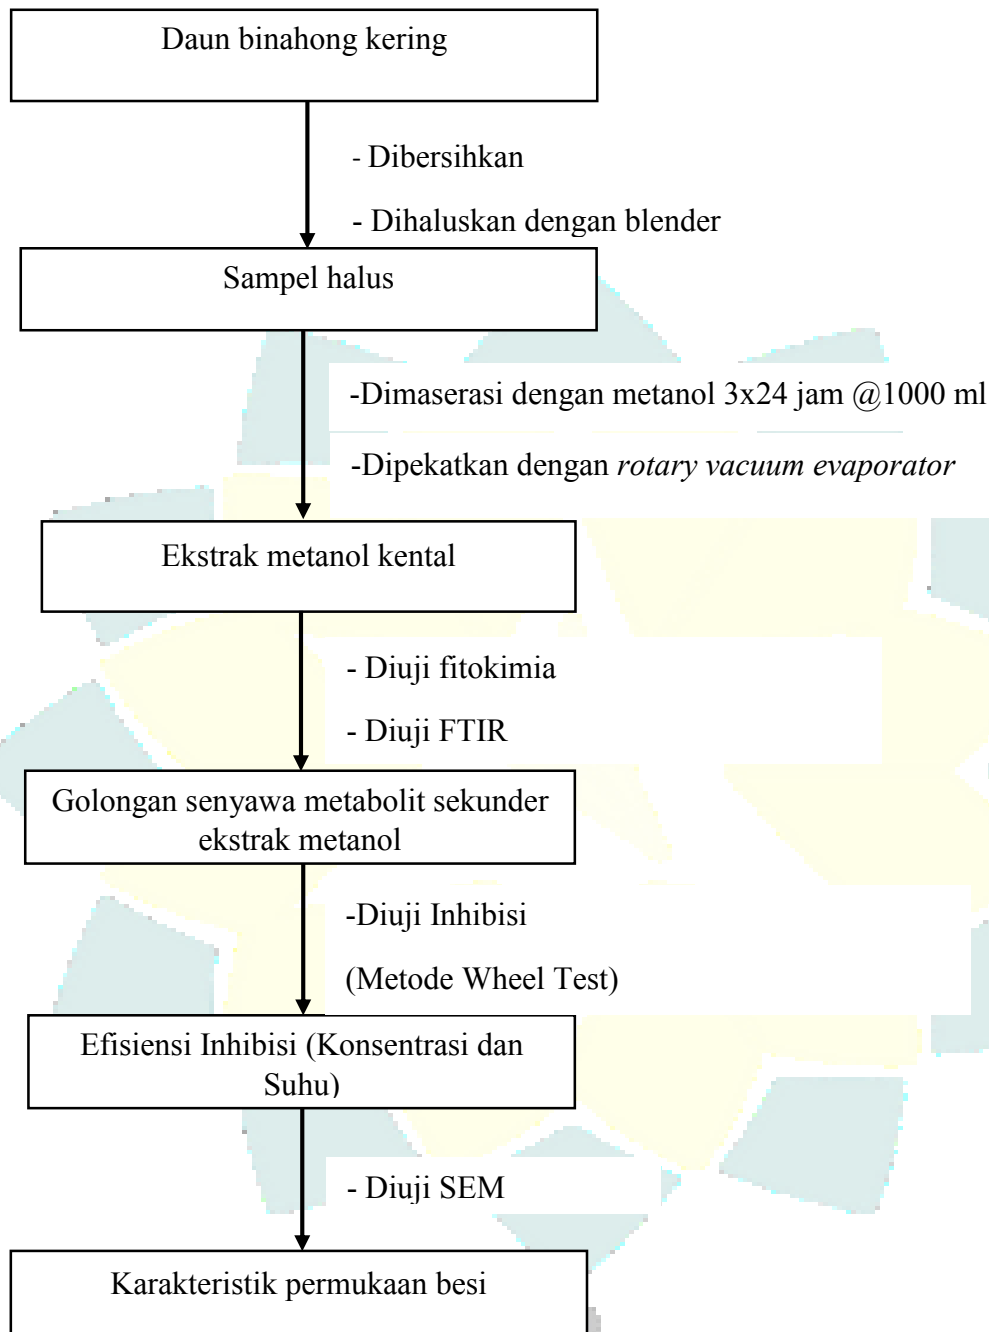 Daun binahong kering
- Dibersihkan
- Dihaluskan dengan blender
Sampel halus
-Dimaserasi dengan metanol 3x24 jam @1000 ml
-Dipekatkan dengan rotary vacuum evaporator
Ekstrak metanol kental
- Diuji fitokimia
- Diuji FTIR
Golongan senyawa metabolit sekunder
ekstrak metanol
-Diuji Inhibisi
(Metode Wheel Test)
Efisiensi Inhibisi (Konsentrasi dan
Suhu)
- Diuji SEM
Karakteristik permukaan besi